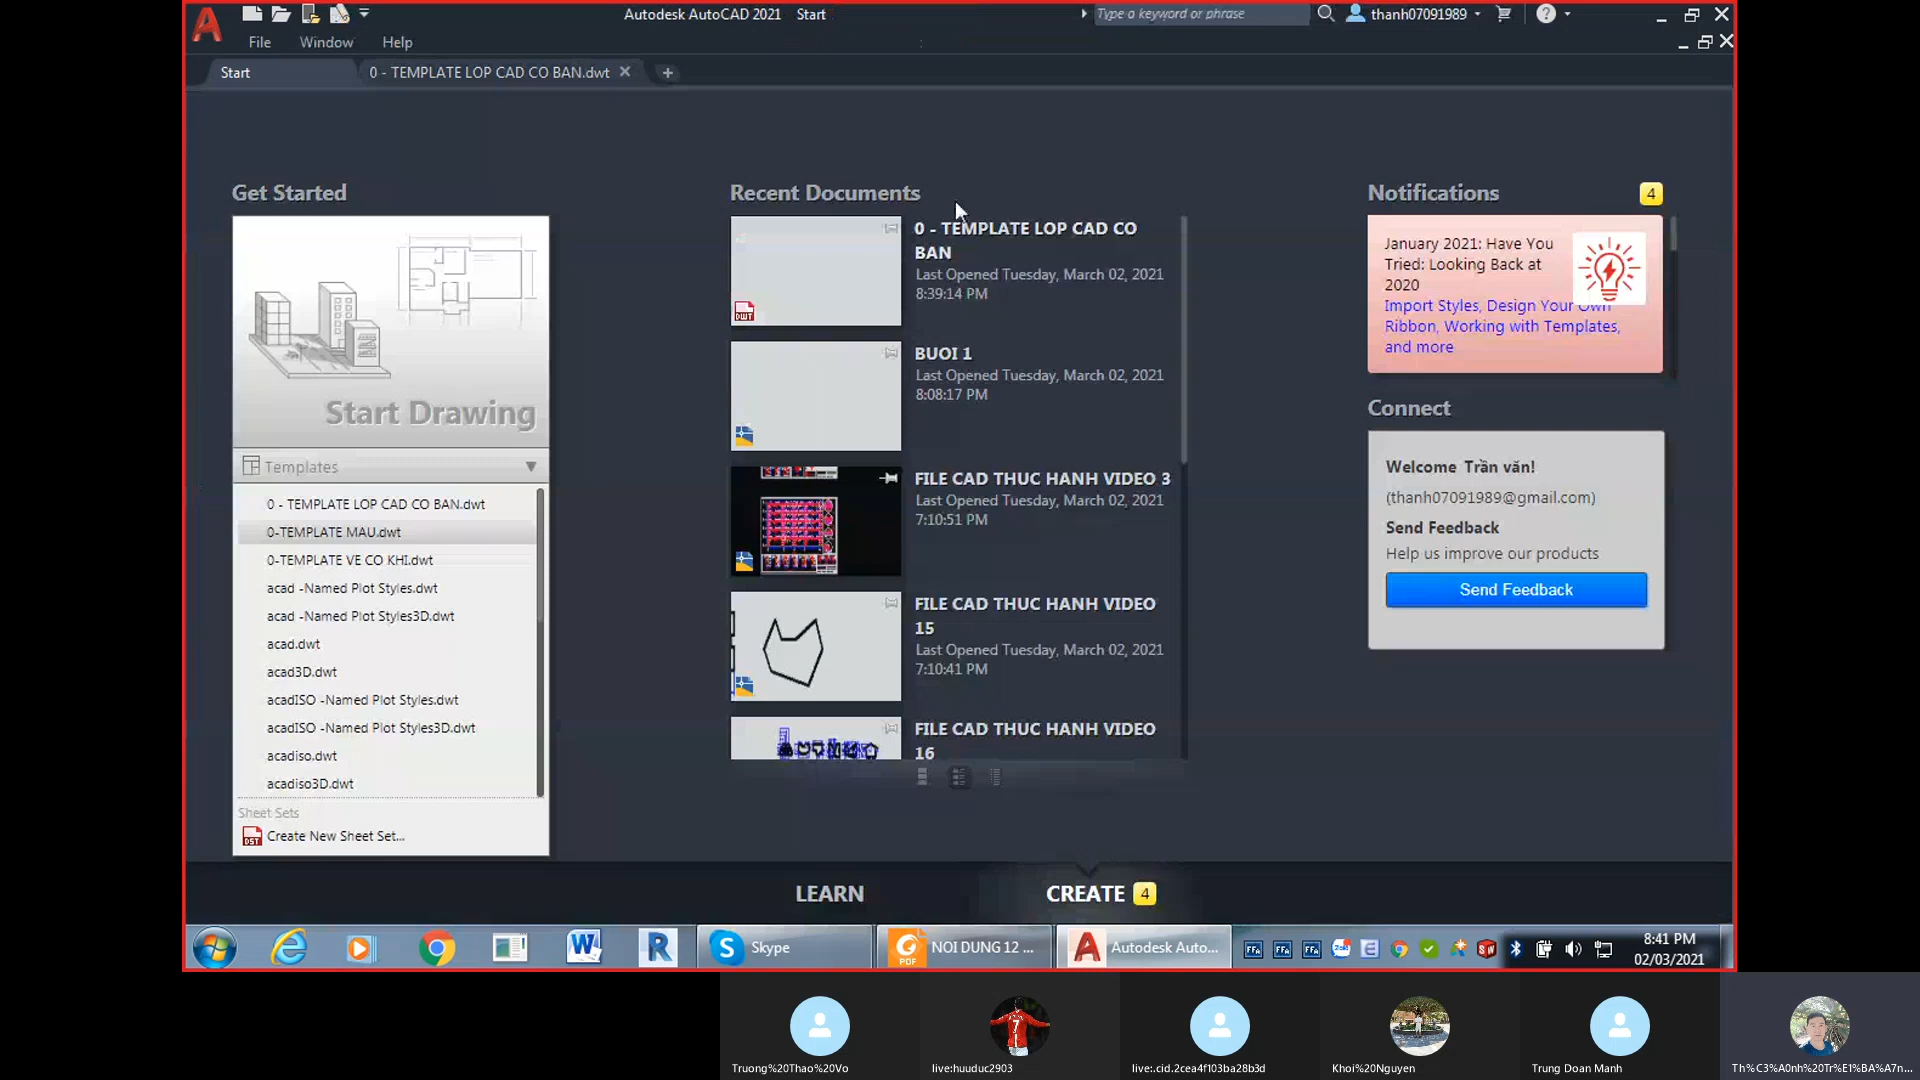 Autodesk AutoCAD 2021 Start
Type a keyword or phrase
thanh07091989
File Window Help
Start
0 - TEMPLATE LOP CAD CO BAN.dwt
Get Started
Start Drawing
Templates
0 - TEMPLATE LOP CAD CO BAN.dwt
0-TEMPLATE MAU.dwt
0-TEMPLATE VE CO KHI.dwt
acad -Named Plot Styles.dwt
acad -Named Plot Styles3D.dwt
acad.dwt
acad3D.dwt
acadISO -Named Plot Styles.dwt
acadISO -Named Plot Styles3D.dwt
acadiso.dwt
acadiso3D.dwt
Sheet Sets
DST
Create New Sheet Set...
Recent Documents
DWT
0 - TEMPLATE LOP CAD CO
BAN
Last Opened Tuesday, March 02, 2021
8:39:14 PM
BUOI 1
Last Opened Tuesday, March 02, 2021
8:08:17 PM
FILE CAD THUC HANH VIDEO 3
Last Opened Tuesday, March 02, 2021
7:10:51 PM
FILE CAD THUC HANH VIDEO
15
Last Opened Tuesday, March 02, 2021
7:10:41 PM
FILE CAD THUC HANH VIDEO
16
Notifications
4
January 2021: Have You
Tried: Looking Back at
2020
Import Styles, Design Your Own
Ribbon, Working with Templates,
and more
Connect
Welcome Trần văn!
(thanh07091989@gmail.com)
Send Feedback
Help us improve our products
Send Feedback
LEARN
CREATE 4
Skype
PDF
NOI DUNG 12 ...
Autodesk Auto...
8:41 PM
02/03/2021
Truong%20Thao%20Vo
live:huuduc2903
live:.cid.2cea4f103ba28b3d
Khoi%20Nguyen
Trung Doan Manh
Th%C3%A0nh%20Tr%E1%BA%A7n...